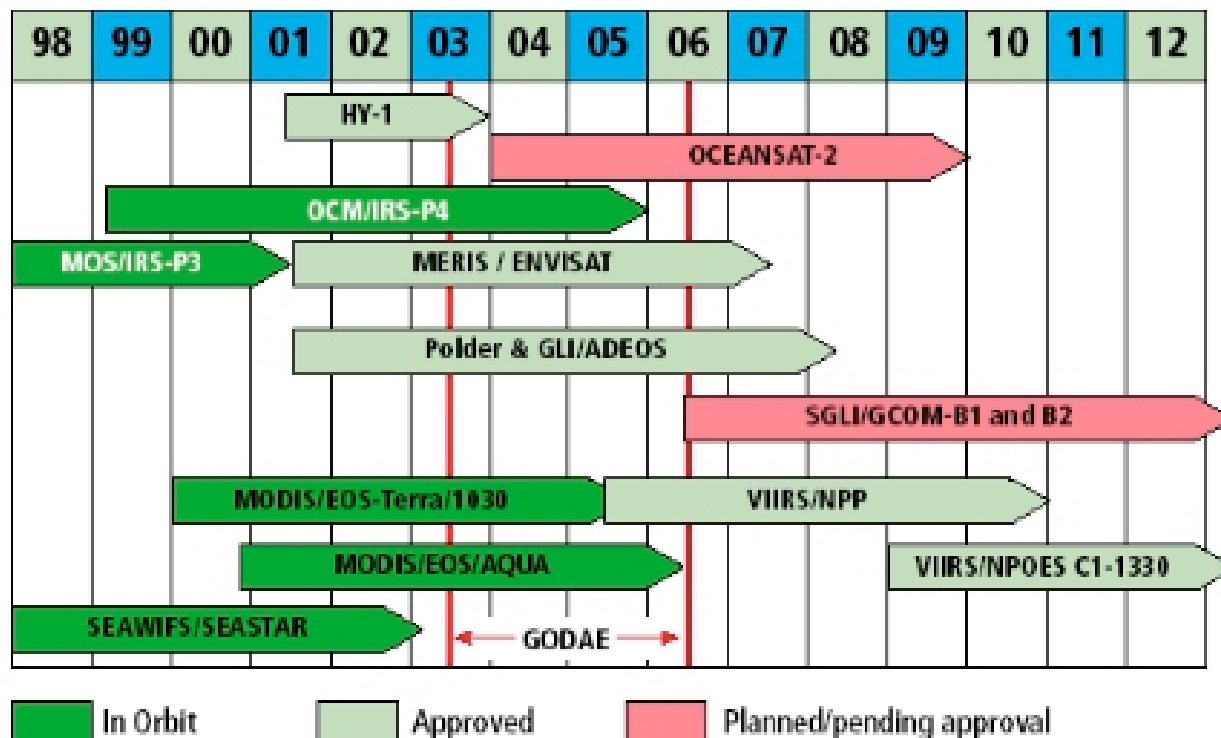 98 99 00 01 02 03 04 05 06 07 08 09 10 11 12
HY-1
OCEANSAT-2
OCM/IRS-P4
MOS/IRS-P3 MERIS / ENVISAT
Polder & GLI/ADEOS
SGLI/GCOM-B1 and B2
MODIS/EOS-Terra/1030 VIIRS/NPP
MODIS/EOS/AQUA VIIRS/NPOES C1-1330
SEAWIFS/SEASTAR
GODAE
In Orbit Approved Planned/pending approval